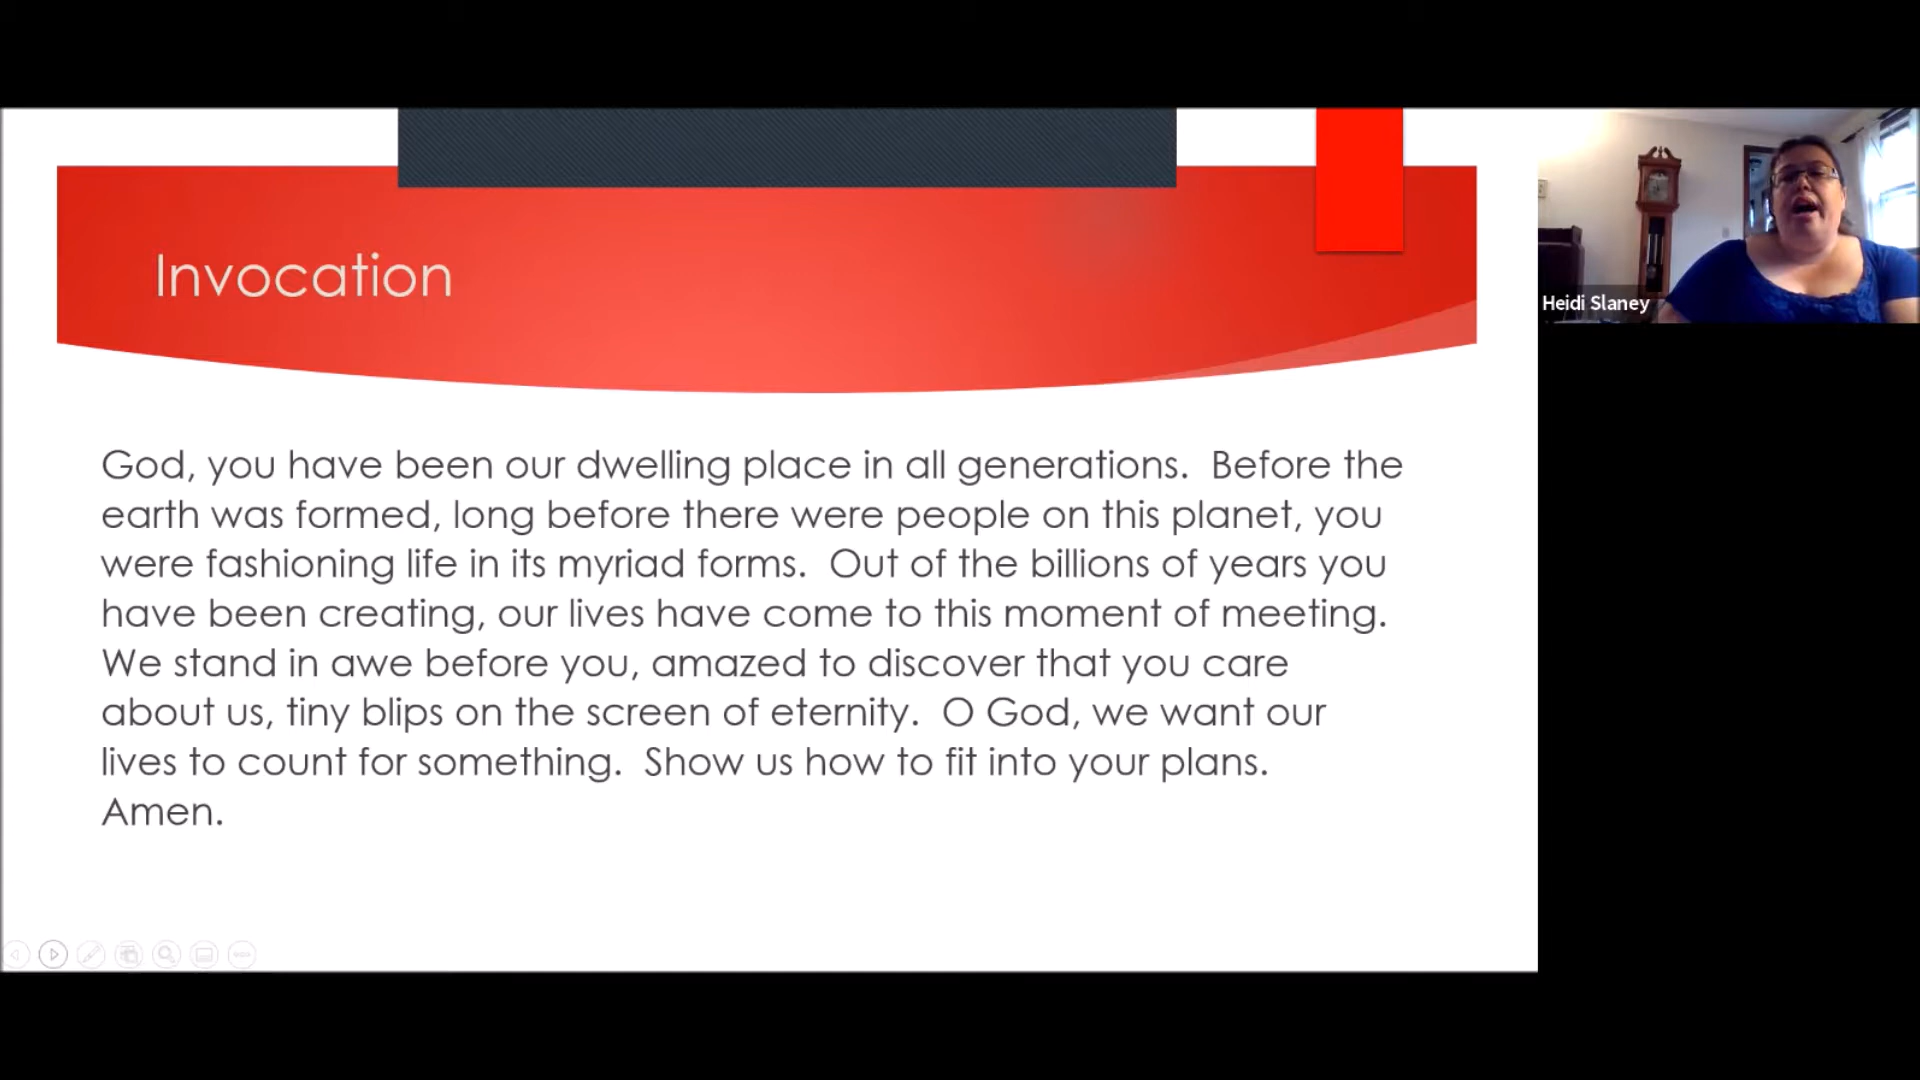 Invocation
God, you have been our dwelling place in all generations.  Before the
earth was formed, long before there were people on this planet, you
were fashioning life in its myriad forms.  Out of the billions of years you
have been creating, our lives have come to this moment of meeting.
We stand in awe before you, amazed to discover that you care
about us, tiny blips on the screen of eternity.  O God, we want our
lives to count for something.  Show us how to fit into your plans.
Amen.
Heidi Slaney